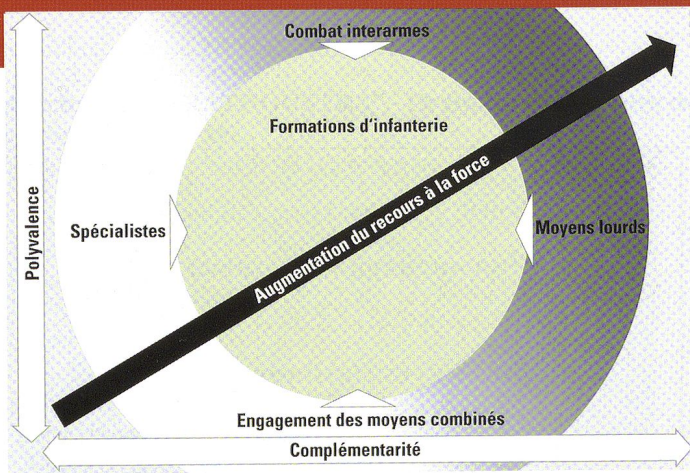 Combat interarmes
Formations d'infanterie
Polyvalence
Spécialistes
Augmentation du recours à la force
Moyens lourds
Engagement des moyens combinés
Complémentarité